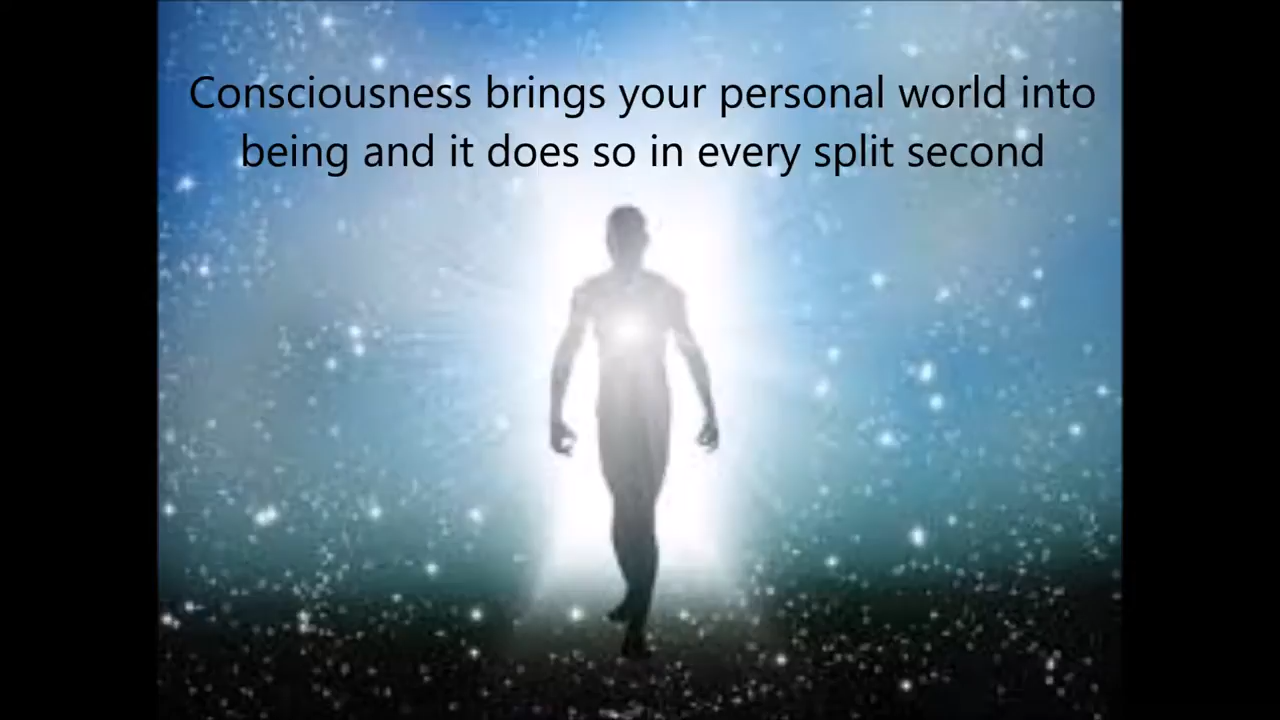 Consciousness brings your personal world into
being and it does so in every split second